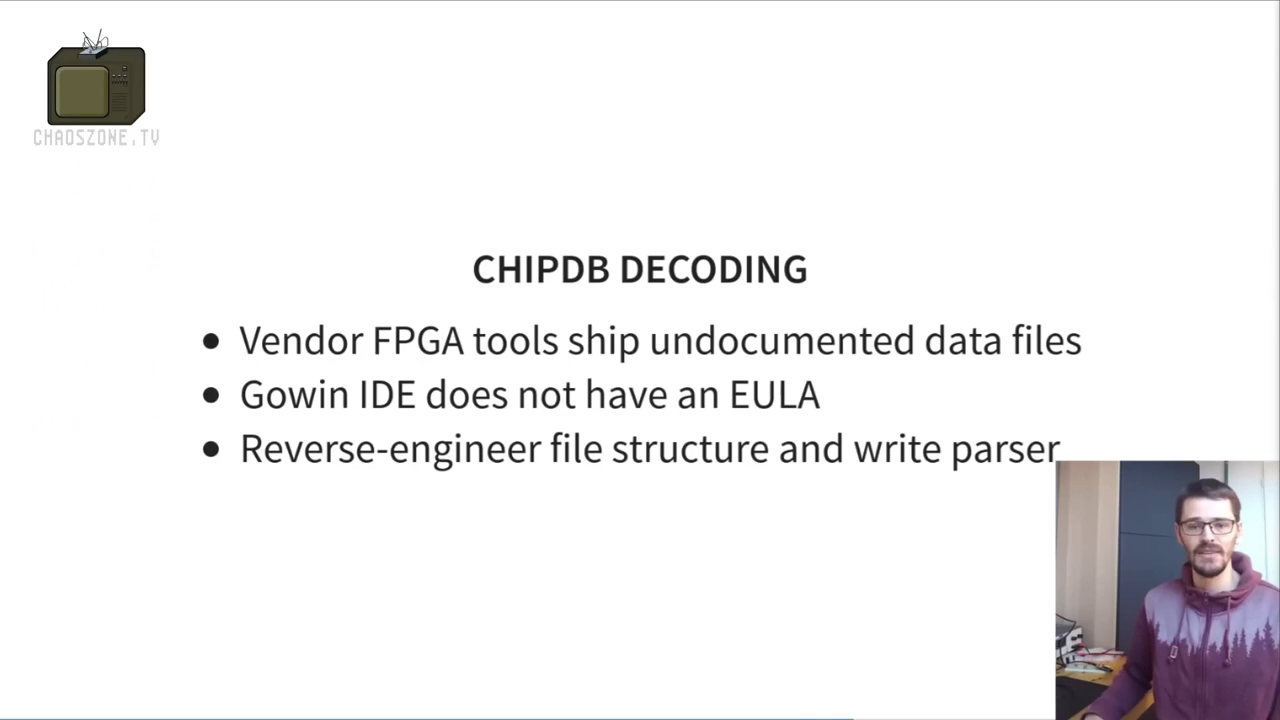 CHAOSZONE.TV
CHIPDB DECODING
Vendor FPGA tools ship undocumented data files
Gowin IDE does not have an EULA
Reverse-engineer file structure and write parser